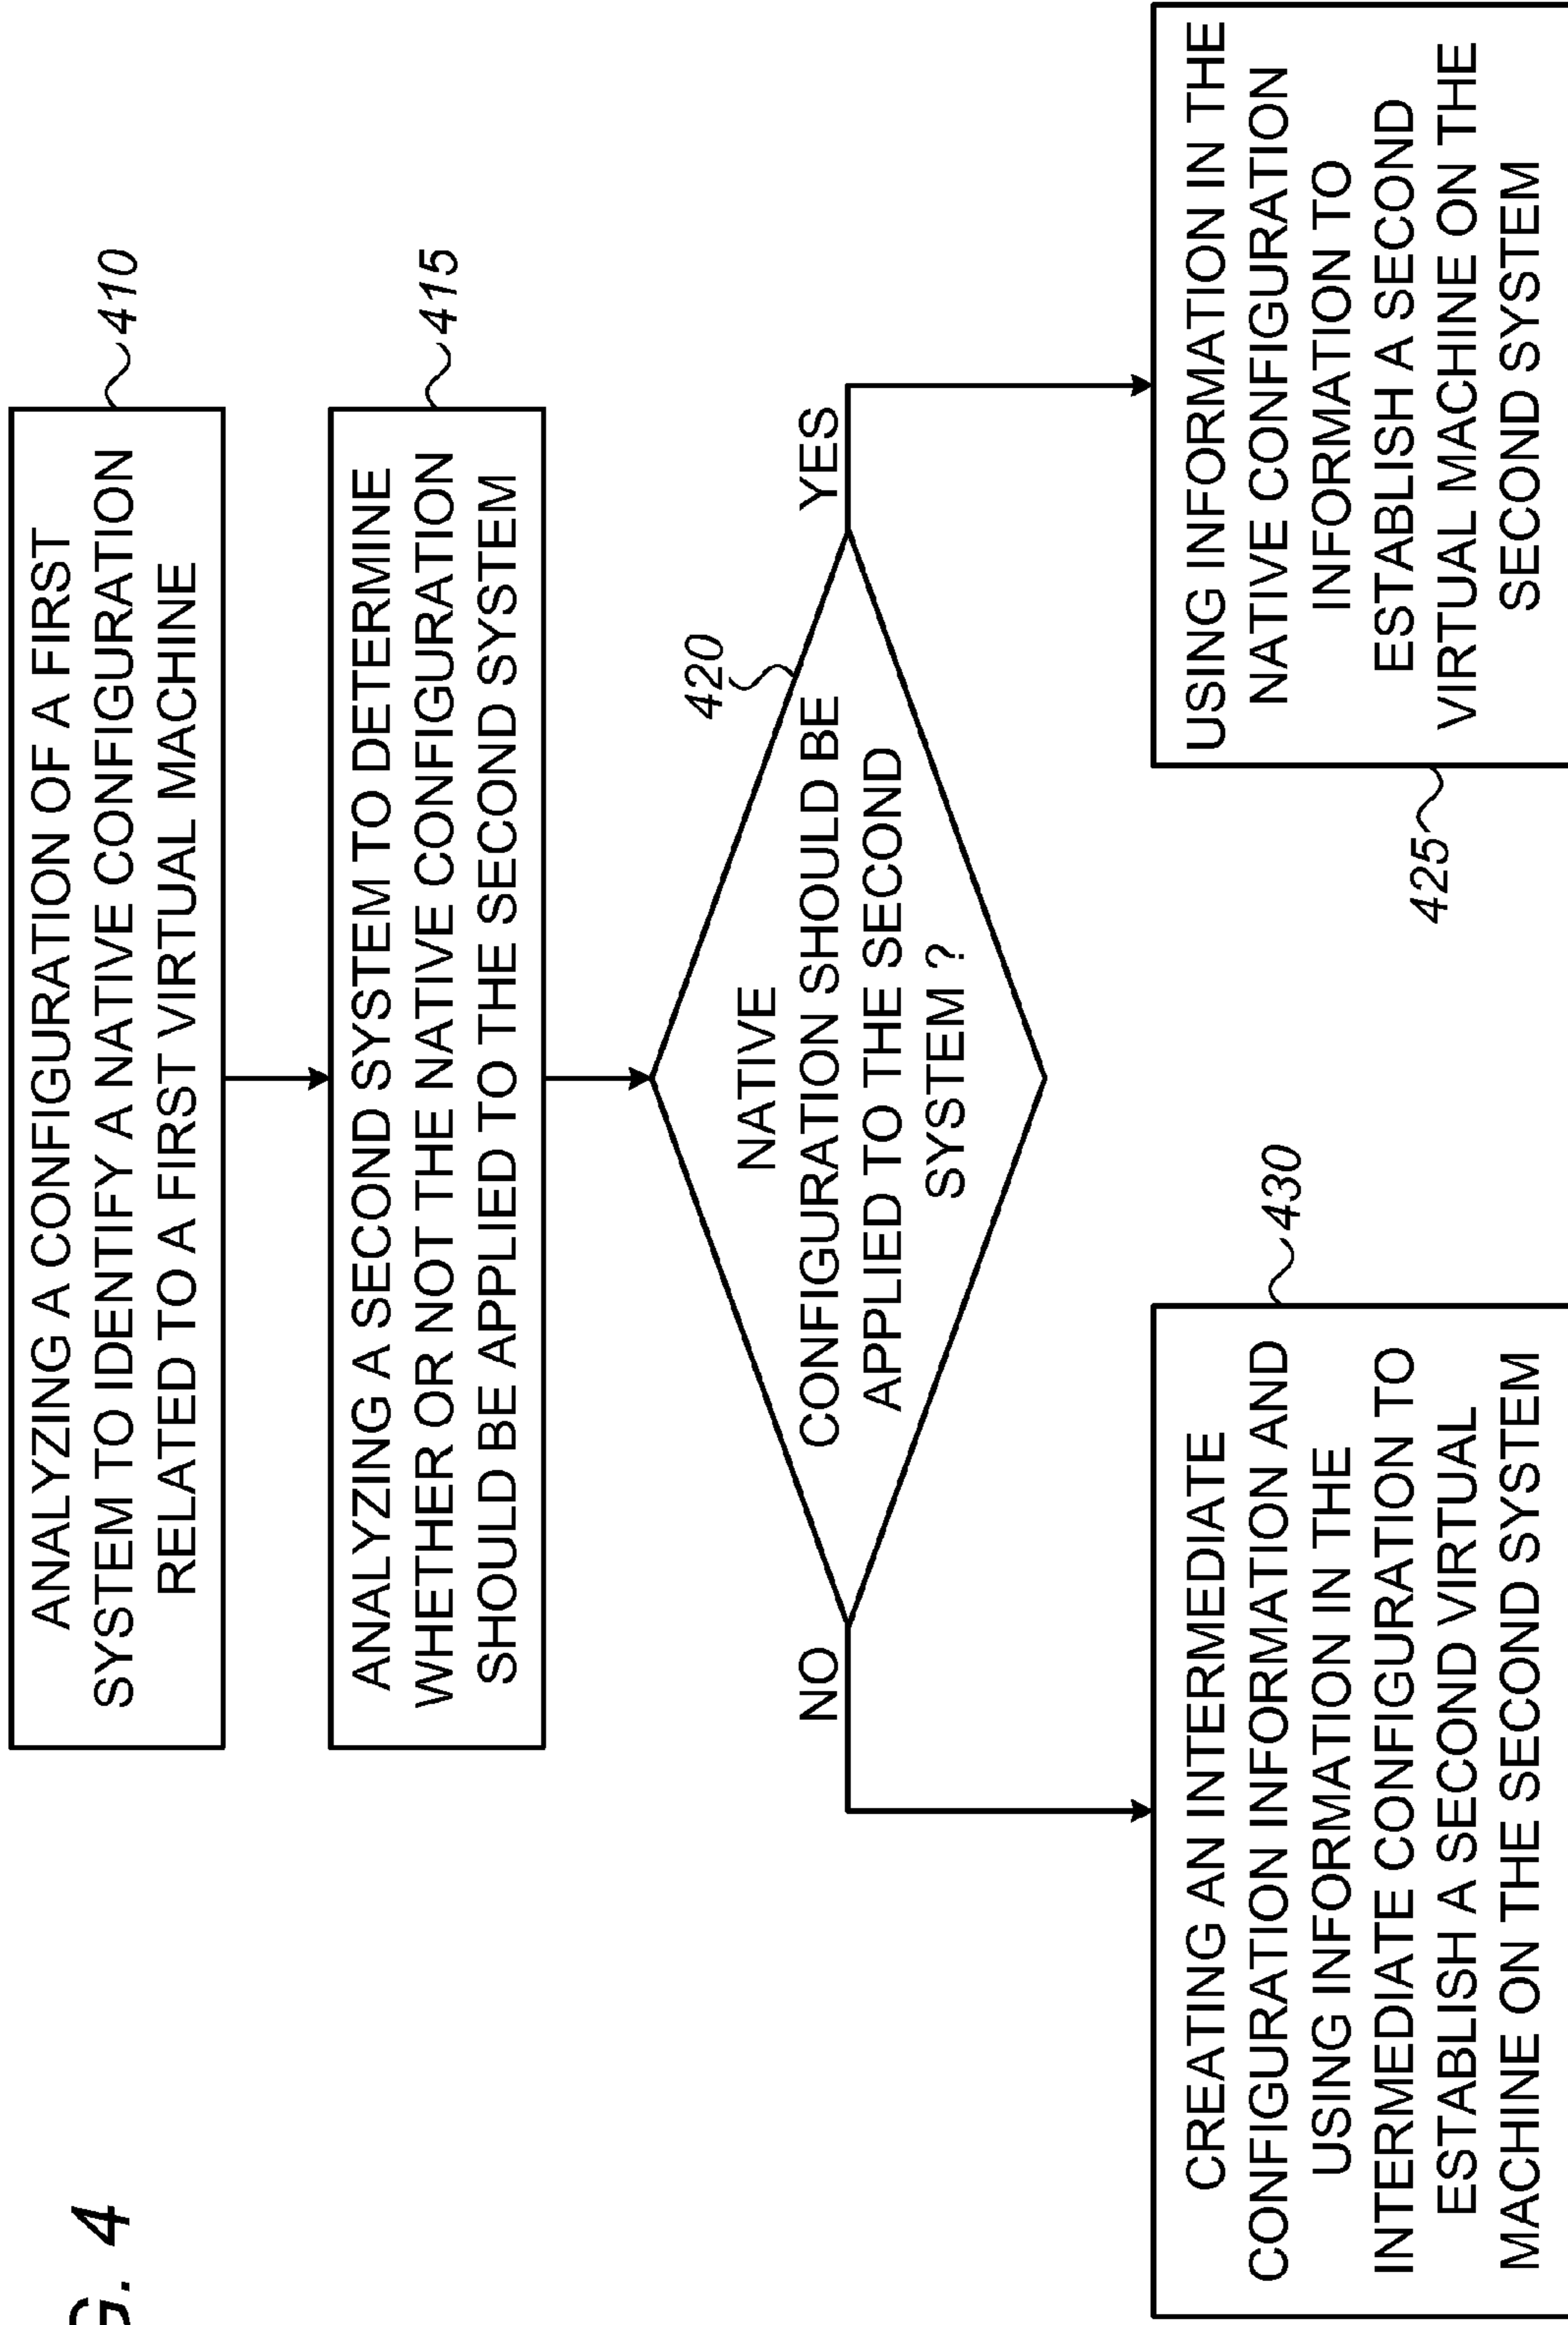 G. 4
ANALYZING A CONFIGURATION OF A FIRST
SYSTEM TO IDENTIFY A NATIVE CONFIGURATION
RELATED TO A FIRST VIRTUAL MACHINE
410
ANALYZING A SECOND SYSTEM TO DETERMINE
WHETHER OR NOT THE NATIVE CONFIGURATION
SHOULD BE APPLIED TO THE SECOND SYSTEM
415
420
NATIVE
CONFIGURATION SHOULD BE
APPLIED TO THE SECOND
SYSTEM ?
NO
YES
CREATING AN INTERMEDIATE
CONFIGURATION INFORMATION AND
USING INFORMATION IN THE
INTERMEDIATE CONFIGURATION TO
ESTABLISH A SECOND VIRTUAL
MACHINE ON THE SECOND SYSTEM
430
425
USING INFORMATION IN THE
NATIVE CONFIGURATION
INFORMATION TO
ESTABLISH A SECOND
VIRTUAL MACHINE ON THE
SECOND SYSTEM